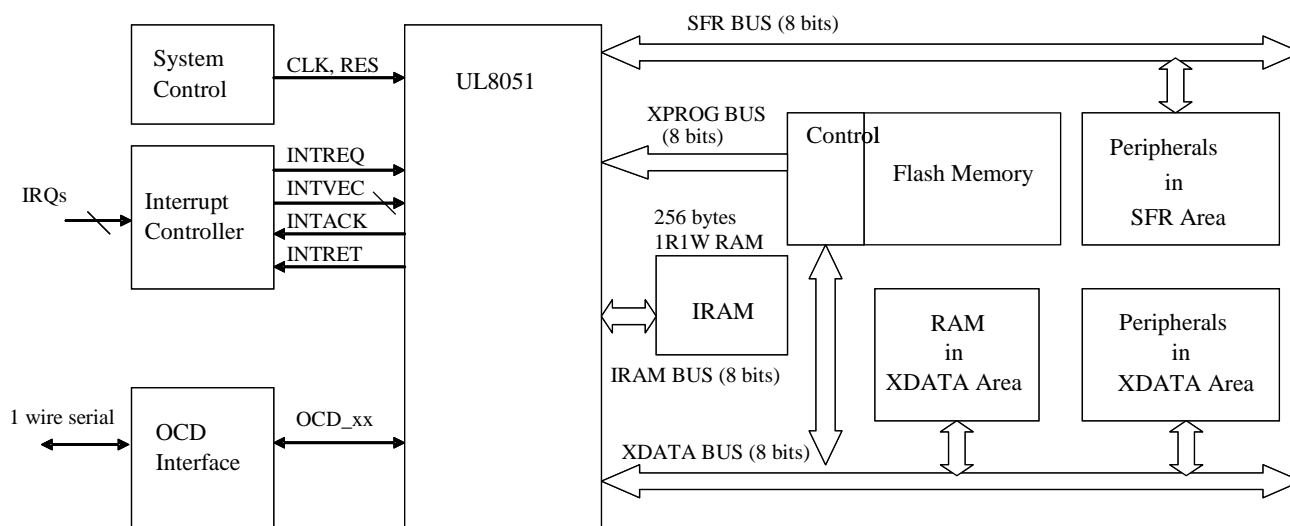 SFR BUS (8 bits)
System
Control
CLK, RES
UL8051
XPROG BUS
(8 bits)
Control
Flash Memory
Peripherals
in
SFR Area
IRQs
Interrupt
Controller
INTREQ
INTVEC
INTACK
INTRET
256 bytes
1R1W RAM
IRAM
IRAM BUS (8 bits)
RAM
in
XDATA Area
Peripherals
in
XDATA Area
1 wire serial
OCD
Interface
OCD_xx
XDATA BUS (8 bits)